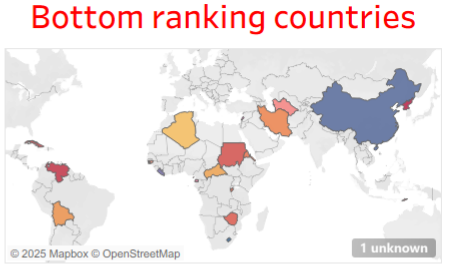 Bottom ranking countries
© 2025 Mapbox © OpenStreetMap
1 unknown